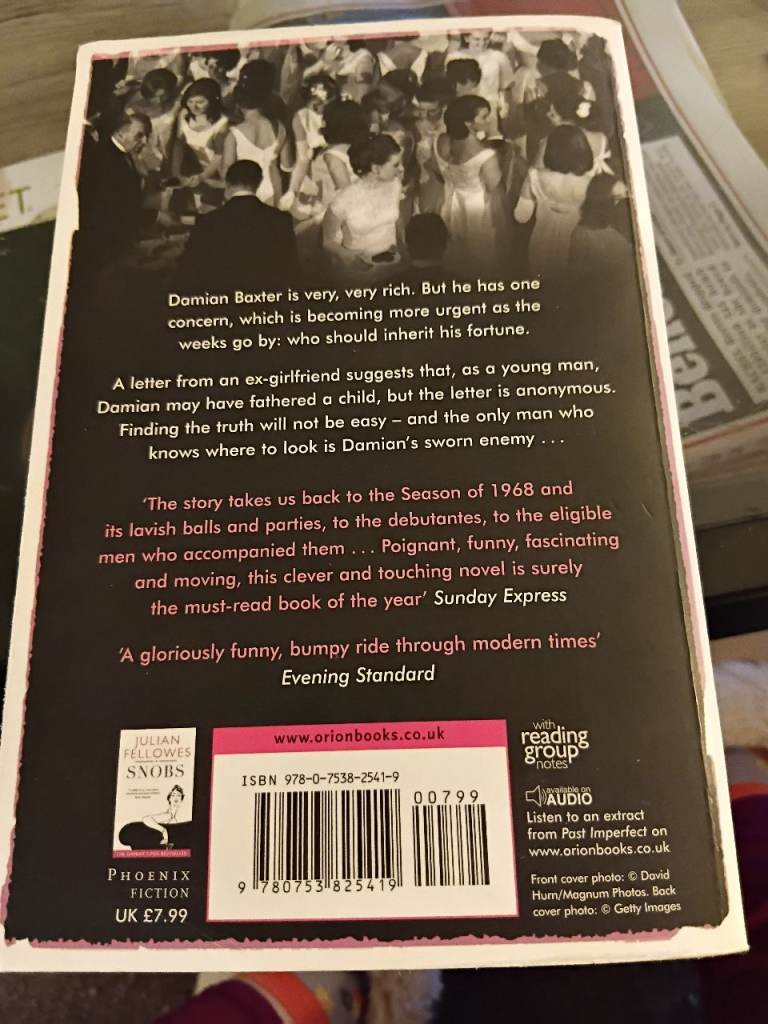 ET
Damian Baxter is very, very rich. But he has one
concern, which is becoming more urgent as the
weeks go by: who should inherit his fortune.
A letter from an ex-girlfriend suggests that, as a young man,
Damian may have fathered a child, but the letter is anonymous.
Finding the truth will not be easy – and the only man who
knows where to look is Damian's sworn enemy . . .
'The story takes us back to the Season of 1968 and
its lavish balls and parties, to the debutantes, to the eligible
men who accompanied them . . . Poignant, funny, fascinating
and moving, this clever and touching novel is surely
the must-read book of the year' Sunday Express
'A gloriously funny, bumpy ride through modern times'
Evening Standard
JULIAN
FELLOWES
SNOBS
PHOENIX
FICTION
UK £7.99
www.orionbooks.co.uk
ISBN 978-0-7538-2541-9
00799
9 780753 825419
with
reading
group
notes
available on
AUDIO
Listen to an extract
from Past Imperfect on
www.orionbooks.co.uk
Front cover photo: © David
Hurn/Magnum Photos. Back
cover photo: © Getty Images